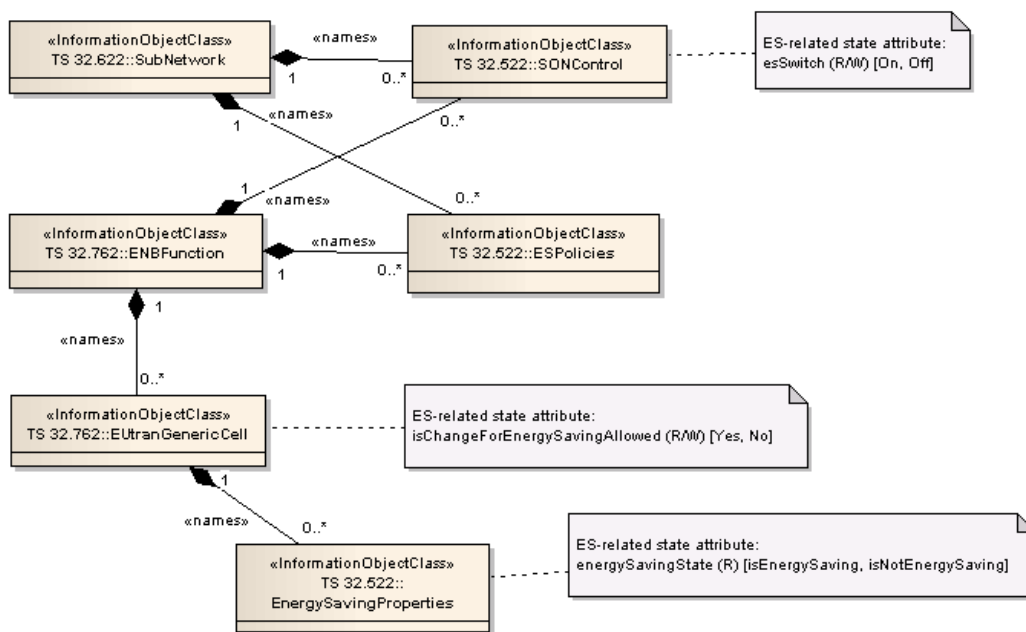 «InformationObjectClass»
TS 32.622::SubNetwork
«names»
1
0..*
«InformationObjectClass»
TS 32.522::SONControl
ES-related state attribute:
esSwitch (R/W) [On, Off]
«names»
1
0..*
1
«names»
0..*
«InformationObjectClass»
TS 32.762::ENBFunction
«names»
1
0..*
«InformationObjectClass»
TS 32.522::ESPolicies
1
«names»
0..*
«InformationObjectClass»
TS 32.762::EUtranGenericCell
ES-related state attribute:
isChangeForEnergySavingAllowed (R/W) [Yes, No]
1
«names»
0..*
«InformationObjectClass»
TS 32.522::
EnergySavingProperties
ES-related state attribute:
energySavingState (R) [isEnergySaving, isNotEnergySaving]